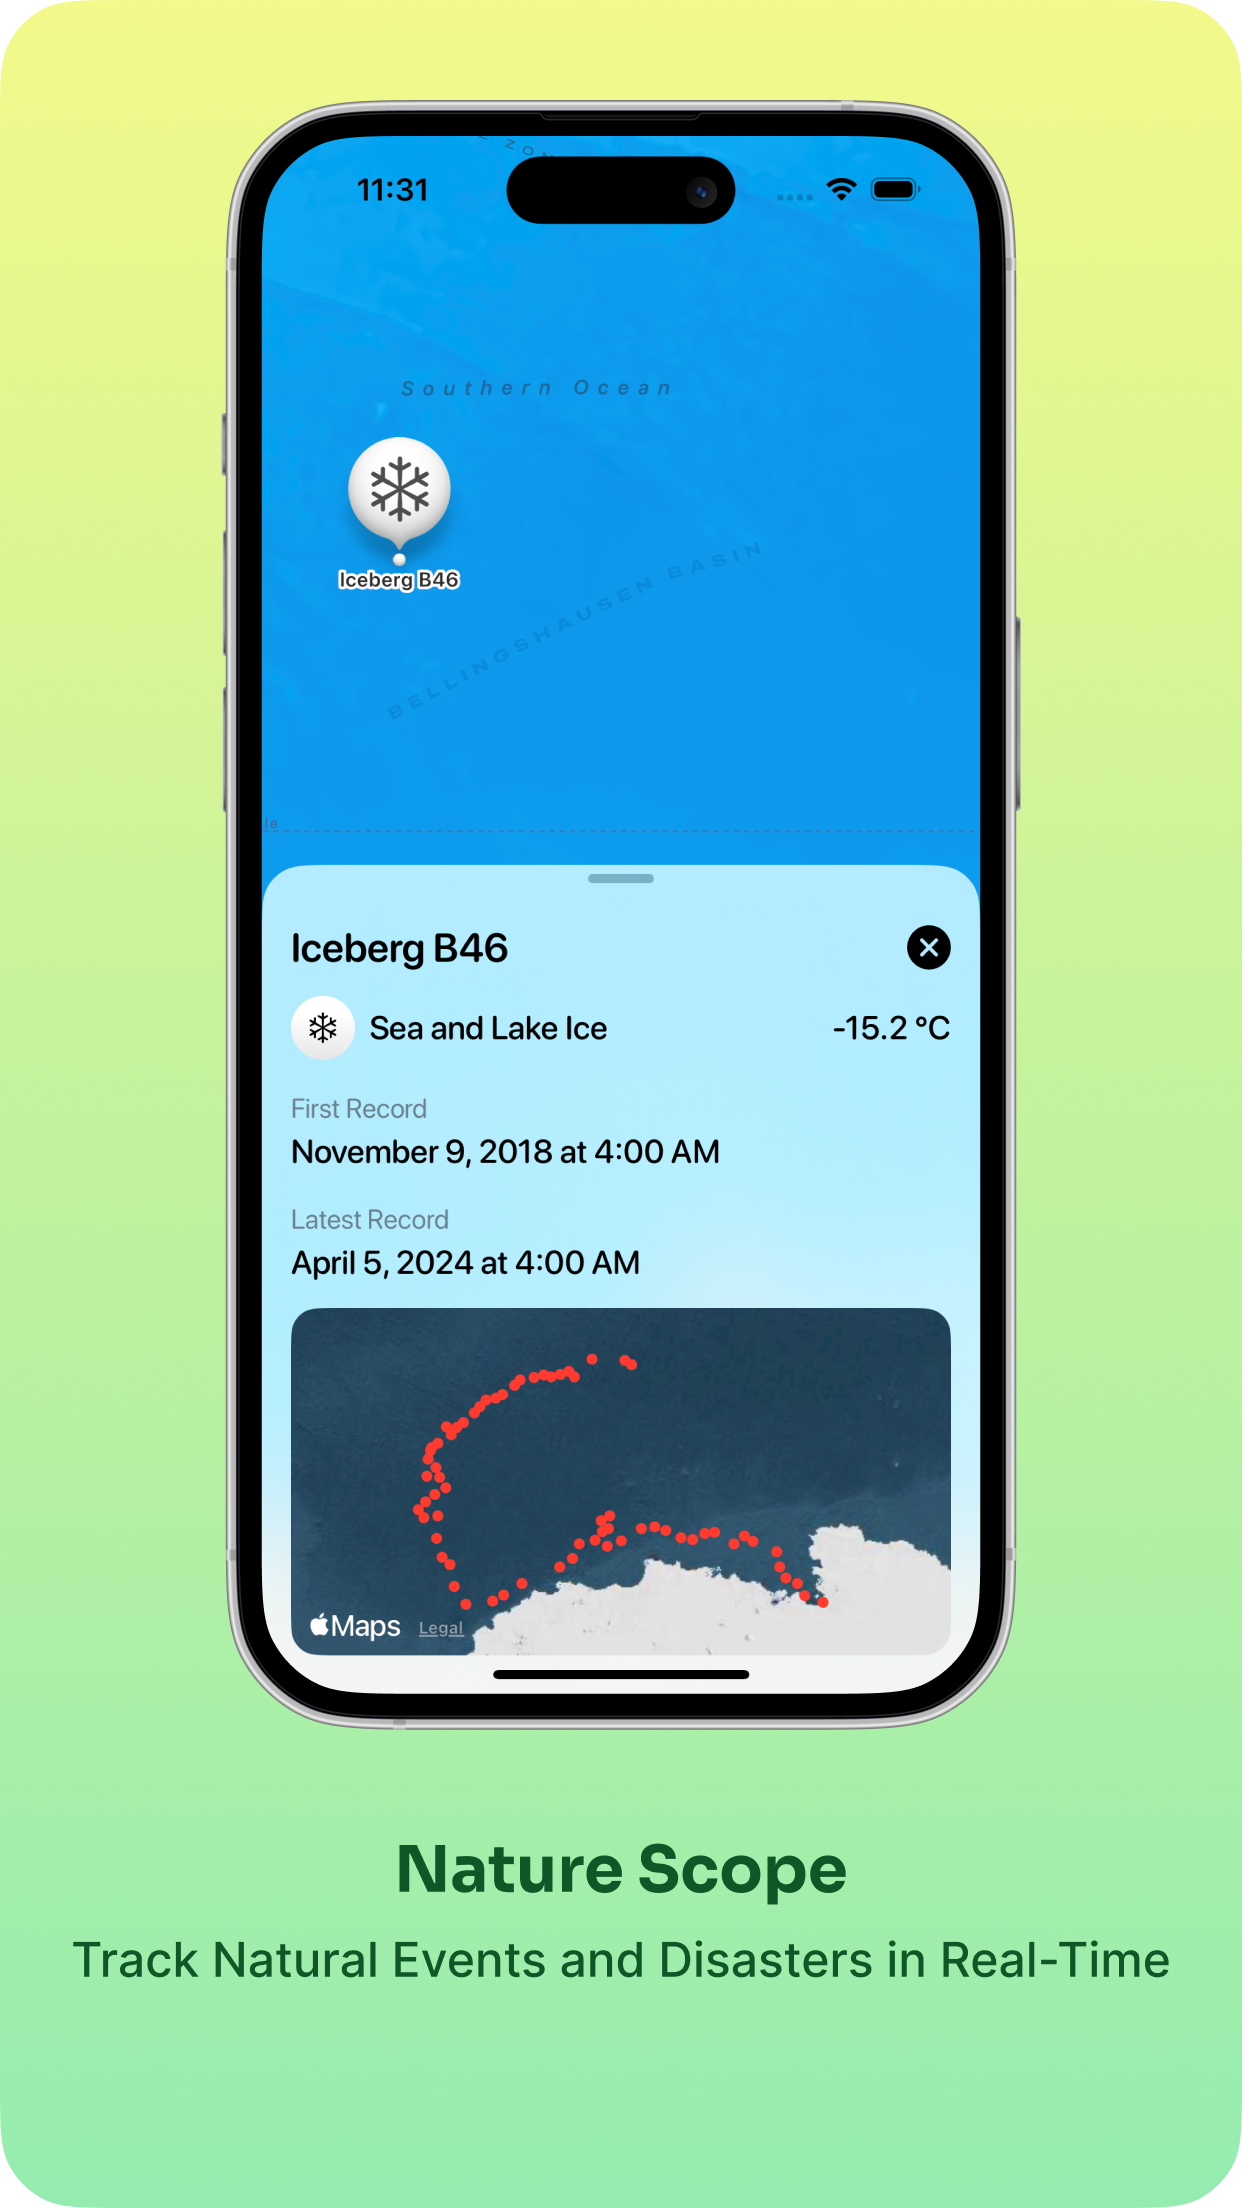 11:31
Southern Ocean
Iceberg B46
BELLINGSHAUSEN BASIN
le
Iceberg B46
Sea and Lake Ice
-15.2 °C
First Record
November 9, 2018 at 4:00 AM
Latest Record
April 5, 2024 at 4:00 AM
Maps
Legal
Nature Scope
Track Natural Events and Disasters in Real-Time